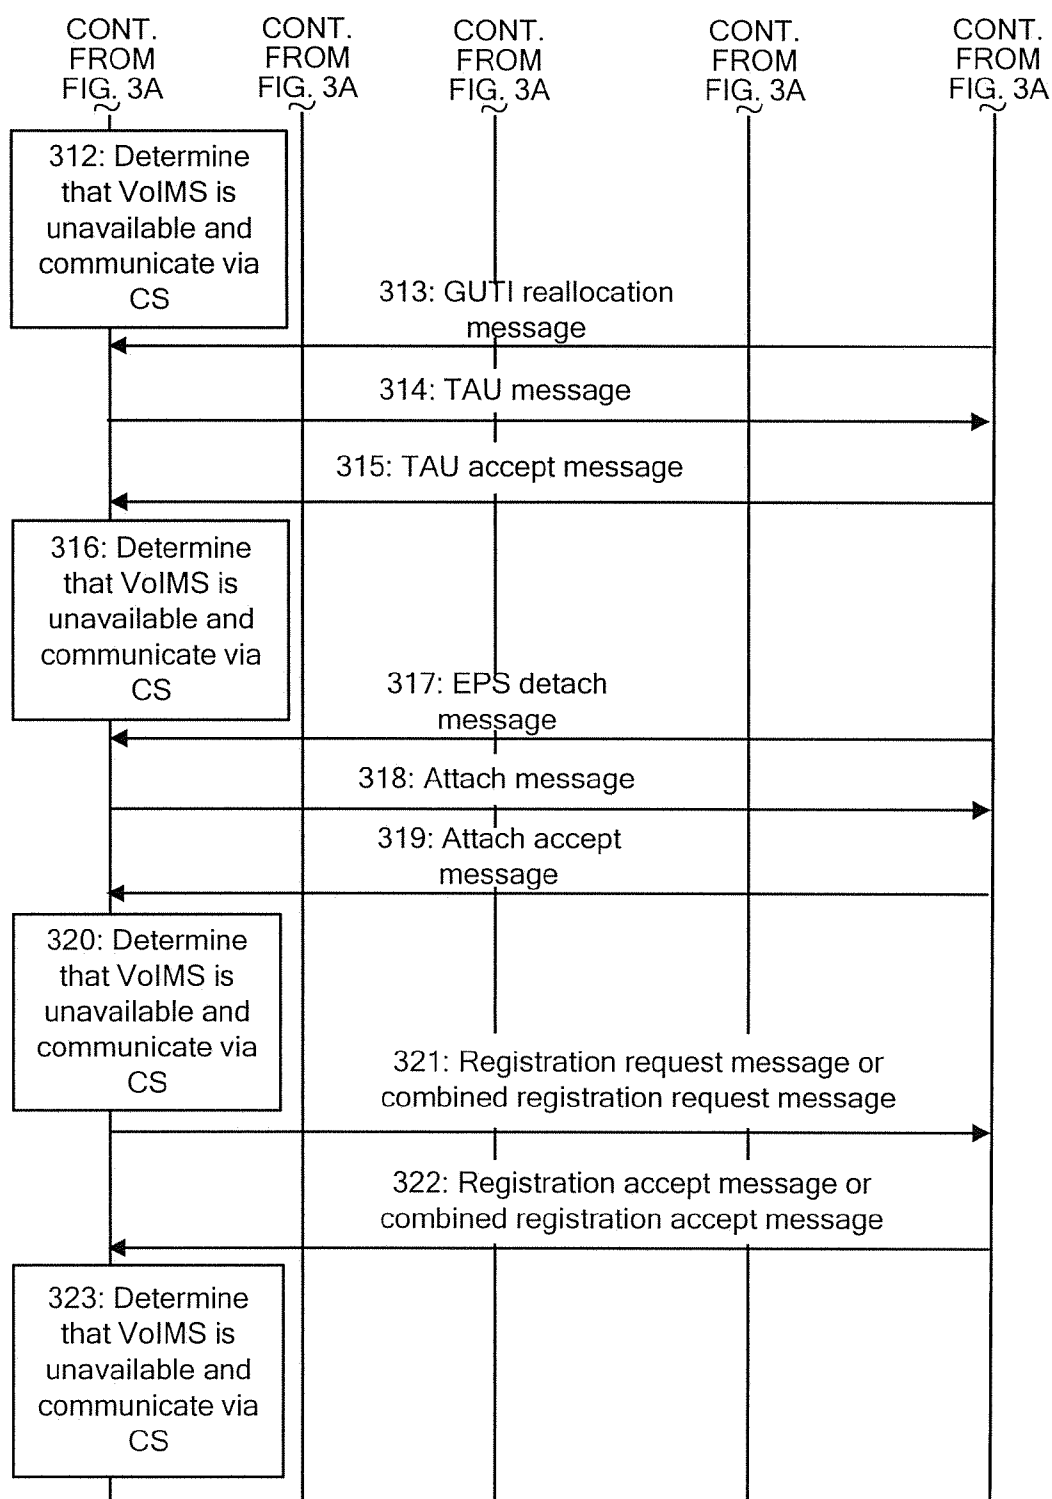 CONT.
FROM
FIG. 3A
CONT.
FROM
FIG. 3A
CONT.
FROM
FIG. 3A
CONT.
FROM
FIG. 3A
CONT.
FROM
FIG. 3A
312: Determine
that VoIMS is
unavailable and
communicate via
CS
313: GUTI reallocation
message
314: TAU message
315: TAU accept message
316: Determine
that VoIMS is
unavailable and
communicate via
CS
317: EPS detach
message
318: Attach message
319: Attach accept
message
320: Determine
that VoIMS is
unavailable and
communicate via
CS
321: Registration request message or
combined registration request message
322: Registration accept message or
combined registration accept message
323: Determine
that VoIMS is
unavailable and
communicate via
CS